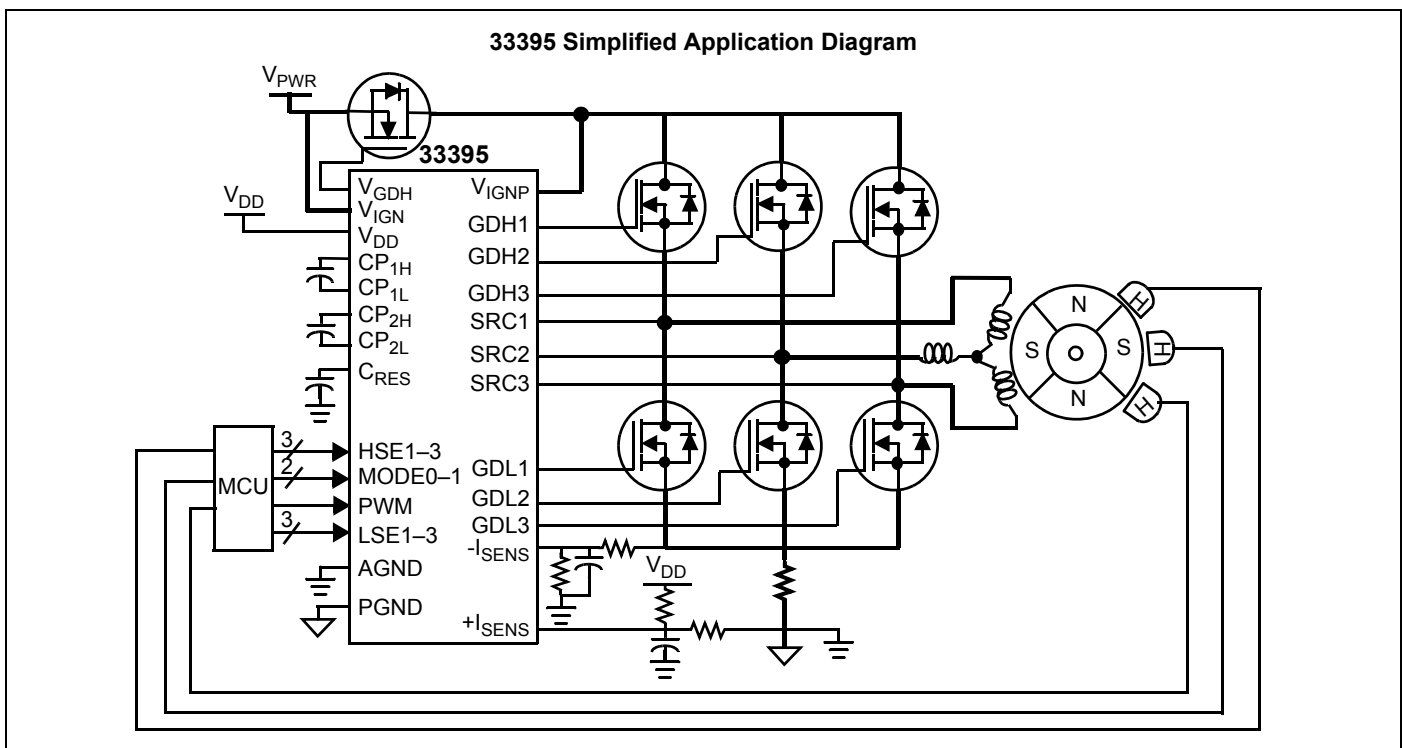 33395 Simplified Application Diagram
VPWR
33395
VDD
VGDH
VIGN
VDD
CP1H
CP1L
CP2H
CP2L
CRES
HSE1–3
MODE0–1
PWM
LSE1–3
AGND
PGND
VIGNP
GDH1
GDH2
GDH3
SRC1
SRC2
SRC3
GDL1
GDL2
GDL3
-ISENS
+ISENS
VDD
MCU
3
2
3
N
S
S
N
H
H
H